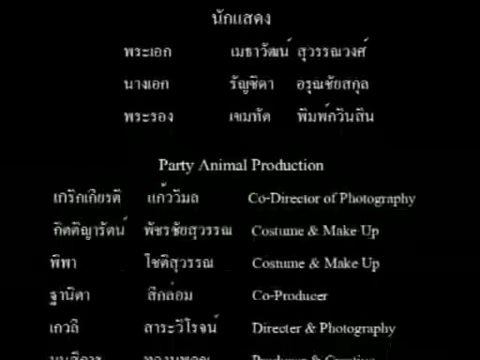 นักแสดง
พระเอก เมธาวัฒน์ สุวรรณวงศ์
นางเอก รัญชิดา อรุณชัยสกุล
พระรอง เขมทัต พิมพ์กวินสิน
Party Animal Production
เกริกเกียรติ แก้ววิมล Co-Director of Photography
กิตติญารัตน์ พัชรชัยสุวรรณ Costume & Make Up
พิพา โชติสุวรรณ Costume & Make Up
ฐานิตา สีกล่อม Co-Producer
เกวลี สาระวิโรจน์ Directer & Photography